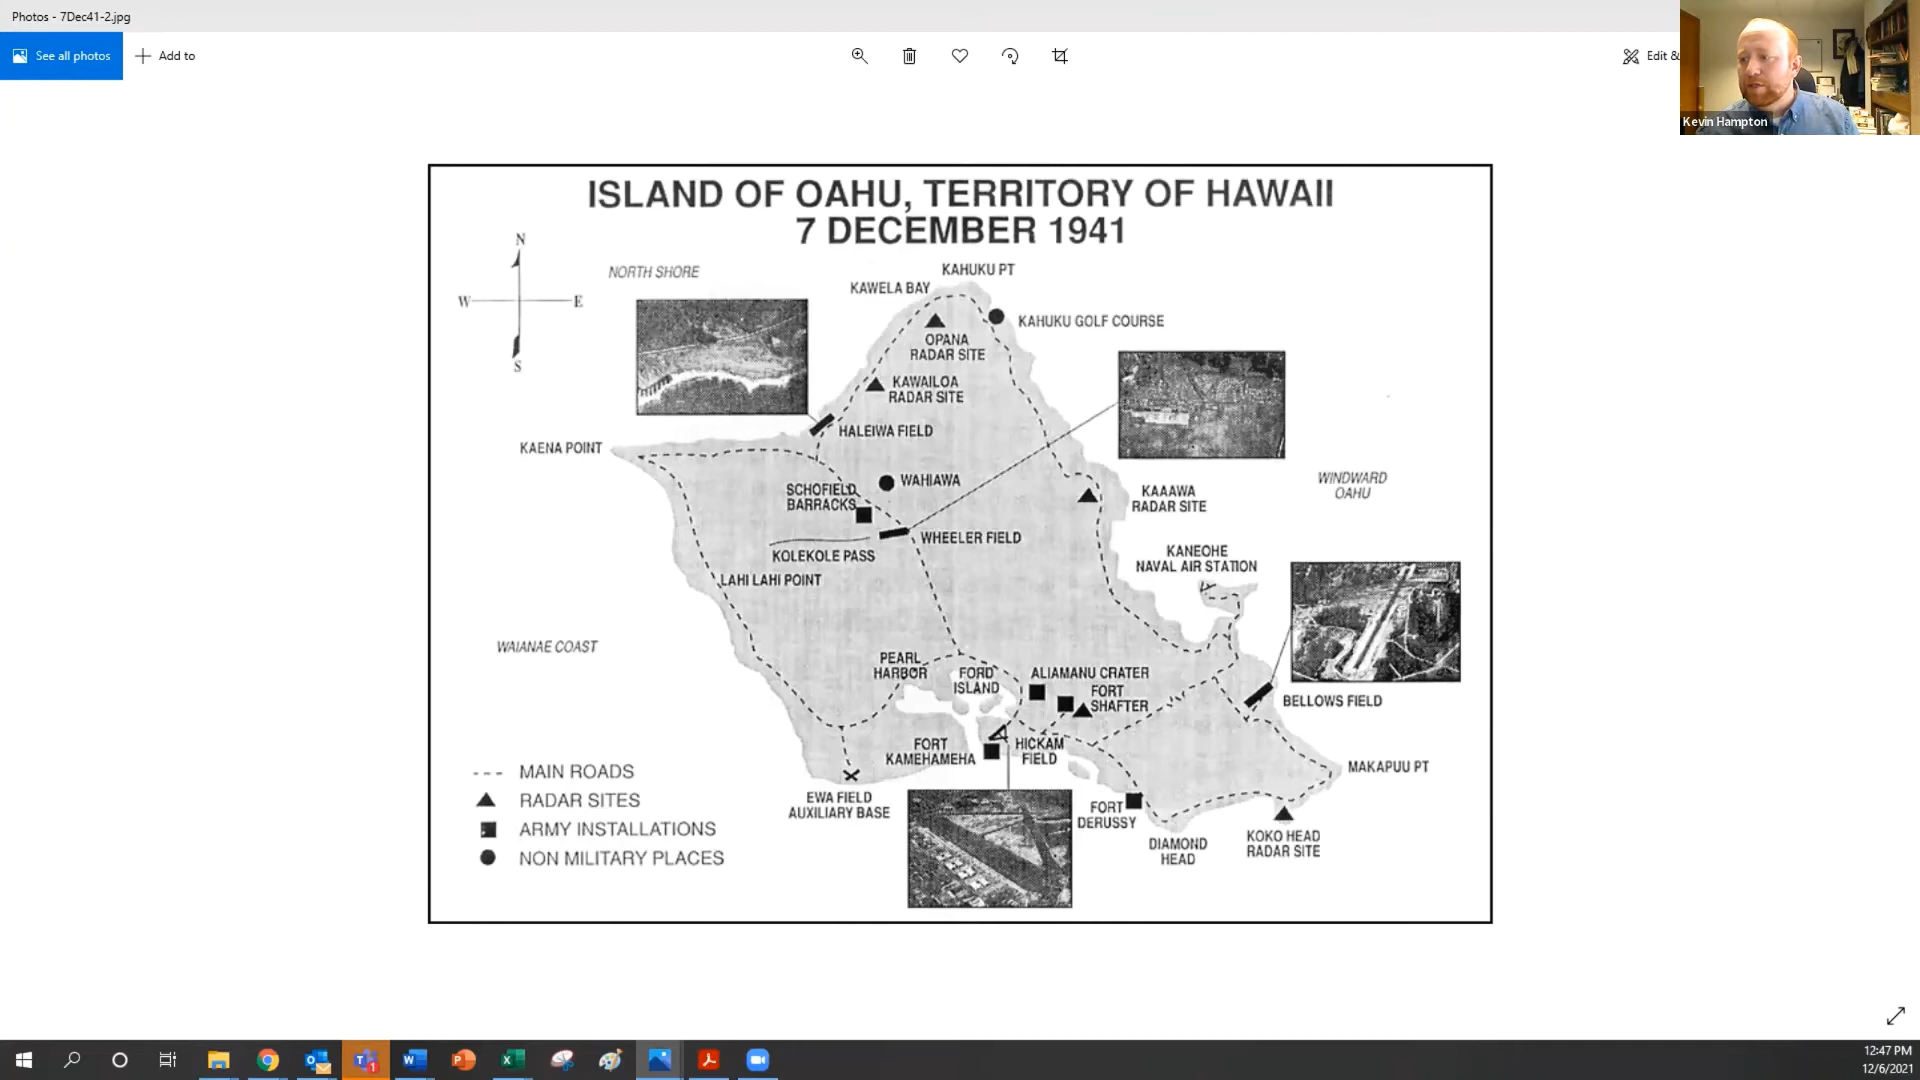 Photos - 7Dec41-2.jpg
See all photos
Add to
Edit &
Kevin Hampton
ISLAND OF OAHU, TERRITORY OF HAWAII
7 DECEMBER 1941
N
W
E
S
NORTH SHORE
KAHUKU PT
KAWELA BAY
KAHUKU GOLF COURSE
OPANA
RADAR SITE
KAWAILOA
RADAR SITE
HALEIWA FIELD
KAENA POINT
WAHIAWA
SCHOFIELD
BARRACKS
WINDWARD
OAHU
KAAAWA
RADAR SITE
WHEELER FIELD
KOLEKOLE PASS
KANEOHE
NAVAL AIR STATION
LAHI LAHI POINT
WAIANAE COAST
PEARL
HARBOR
FORD
ISLAND
ALIAMANU CRATER
FORT
SHAFTER
BELLOWS FIELD
FORT
KAMEHAMEHA
HICKAM
FIELD
MAKAPUU PT
MAIN ROADS
RADAR SITES
ARMY INSTALLATIONS
NON MILITARY PLACES
EWA FIELD
AUXILIARY BASE
FORT
DERUSSY
DIAMOND
HEAD
KOKO HEAD
RADAR SITE
12:47 PM
12/6/2021